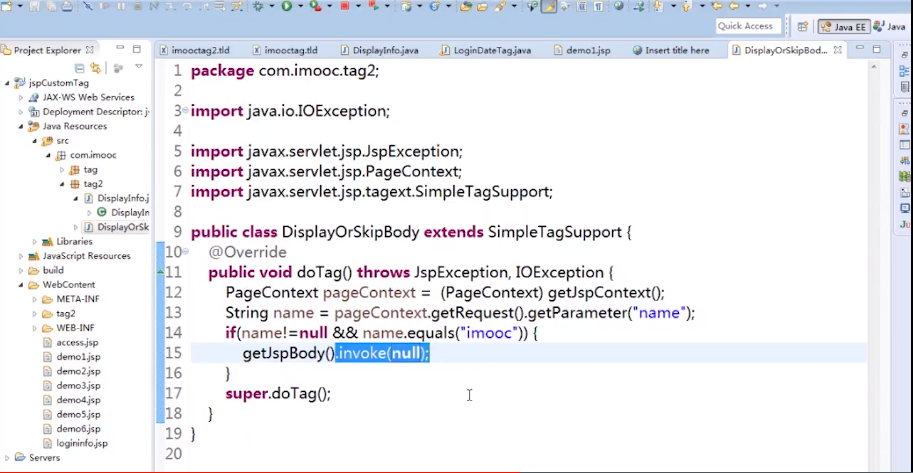 Quick Access
Java EE
Java
Project Explorer
imooctag2.tld
imooctag.tld
DisplayInfo.java
LoginDateTag.java
demo1.jsp
Insert title here
DisplayOrSkipBod...
jspCustomTag
JAX-WS Web Services
Deployment Descriptor: js
Java Resources
src
com.imooc
tag
tag2
DisplayInfo.j
DisplayIn
DisplayOrSk
Libraries
JavaScript Resources
build
WebContent
META-INF
tag2
WEB-INF
access.jsp
demo1.jsp
demo2.jsp
demo3.jsp
demo4.jsp
demo5.jsp
demo6.jsp
logininfo.jsp
Servers
1 package com.imooc.tag2;
2
3 import java.io.IOException;
4
5 import javax.servlet.jsp.JspException;
6 import javax.servlet.jsp.PageContext;
7 import javax.servlet.jsp.tagext.SimpleTagSupport;
8
9 public class DisplayOrSkipBody extends SimpleTagSupport {
10 @Override
11 public void doTag() throws JspException, IOException {
12 PageContext pageContext = (PageContext) getJspContext();
13 String name = pageContext.getRequest().getParameter("name");
14 if(name!=null && name.equals("imooc")) {
15 getJspBody().invoke(null);
16 }
17 super.doTag();
18 }
19 }
20